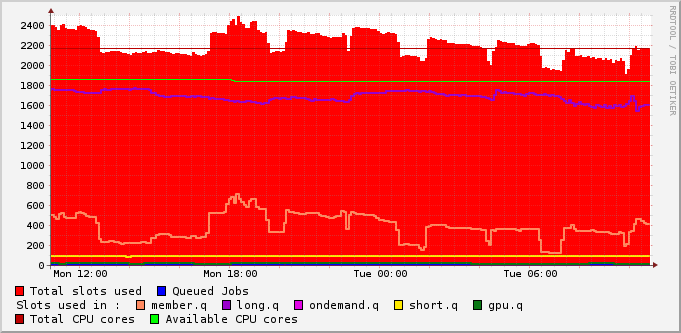 2400
2200
2000
1800
1600
1400
1200
1000
800
600
400
200
0
Mon 12:00 Mon 18:00 Tue 00:00 Tue 06:00
Total slots used Queued Jobs
Slots used in : member.q long.q ondemand.q short.q gpu.q
Total CPU cores Available CPU cores
RRDTOOL / TOBI OETIKER